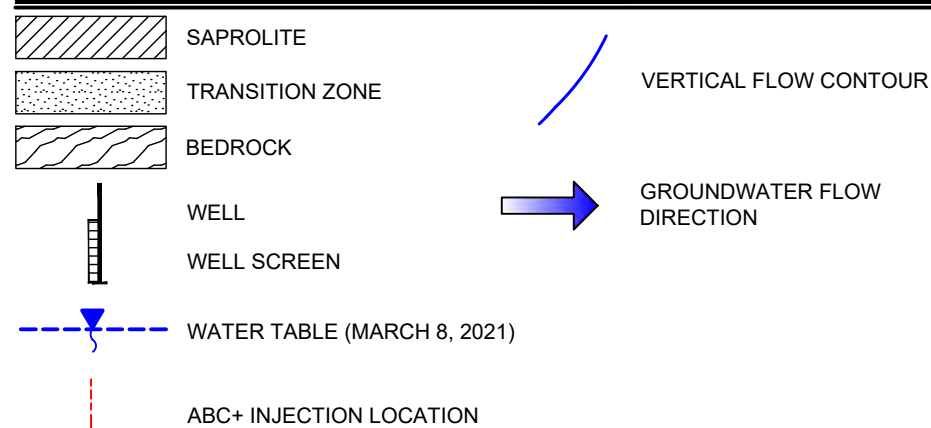 SAPROLITE
TRANSITION ZONE
BEDROCK
WELL
WELL SCREEN
WATER TABLE (MARCH 8, 2021)
ABC+ INJECTION LOCATION
VERTICAL FLOW CONTOUR
GROUNDWATER FLOW
DIRECTION